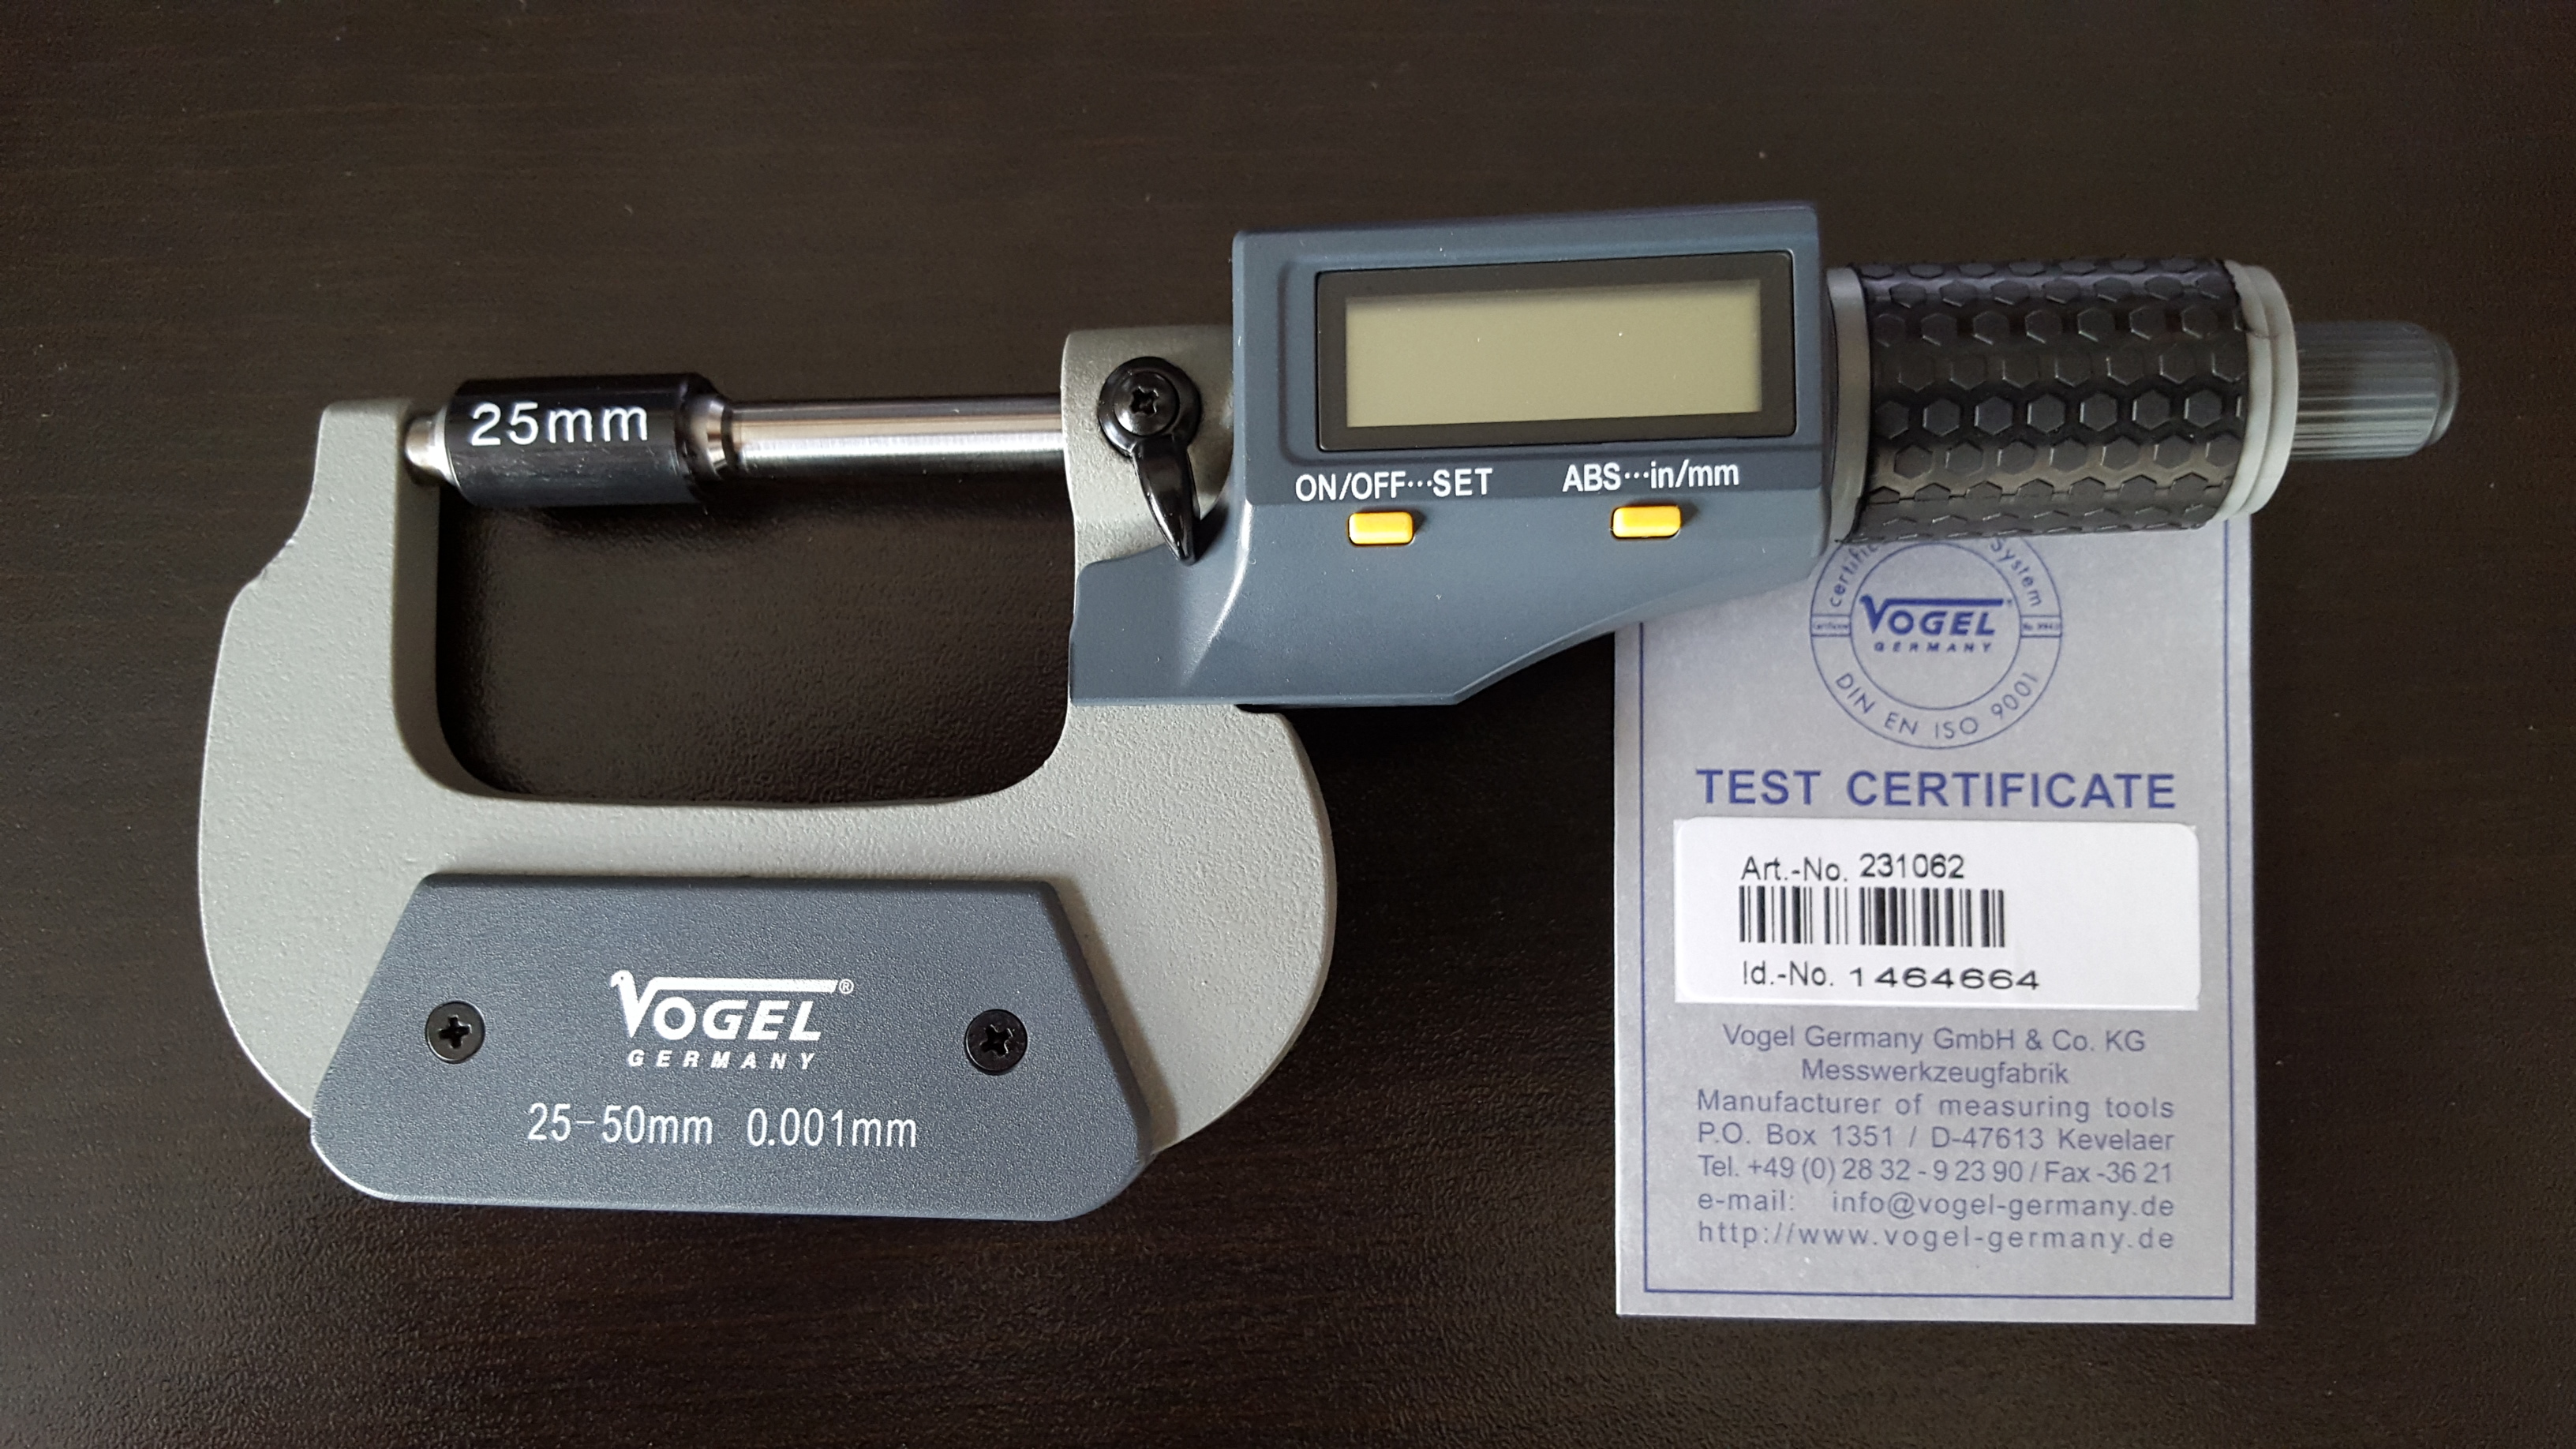 25mm
ON/OFF···SET
ABS···in/mm
VOGEL®
GERMANY
25-50mm 0.001mm
System
VOGEL
GERMANY
DIN EN ISO 9001
TEST CERTIFICATE
Art.-No. 231062
Id.-No. 1464664
Vogel Germany GmbH & Co. KG
Messwerkzeugfabrik
Manufacturer of measuring tools
P.O. Box 1351 / D-47613 Kevelaer
Tel. +49 (0) 28 32 - 9 23 90 / Fax -36 21
e-mail: info@vogel-germany.de
http://www.vogel-germany.de